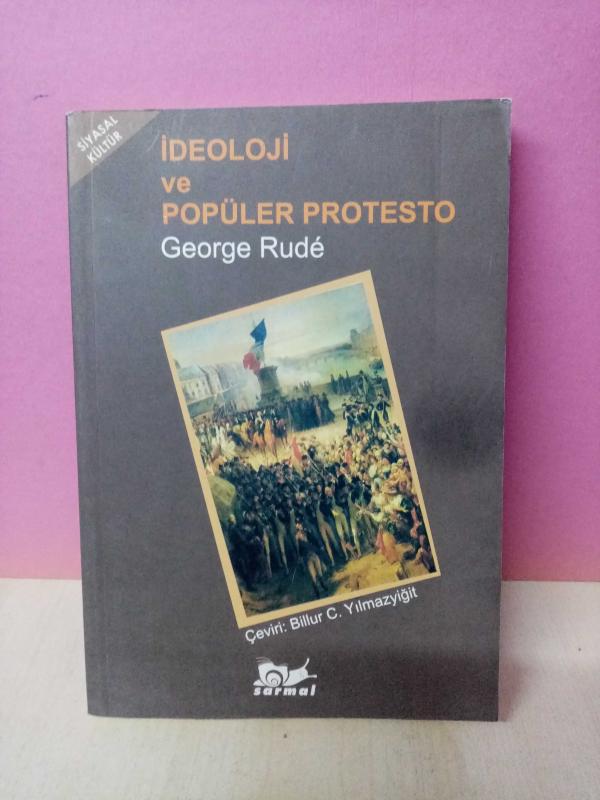 SİYASAL
KÜLTÜR
İDEOLOJİ
ve
POPÜLER PROTESTO
George Rudé
Çeviri: Billur C. Yılmazyiğit
sarmal